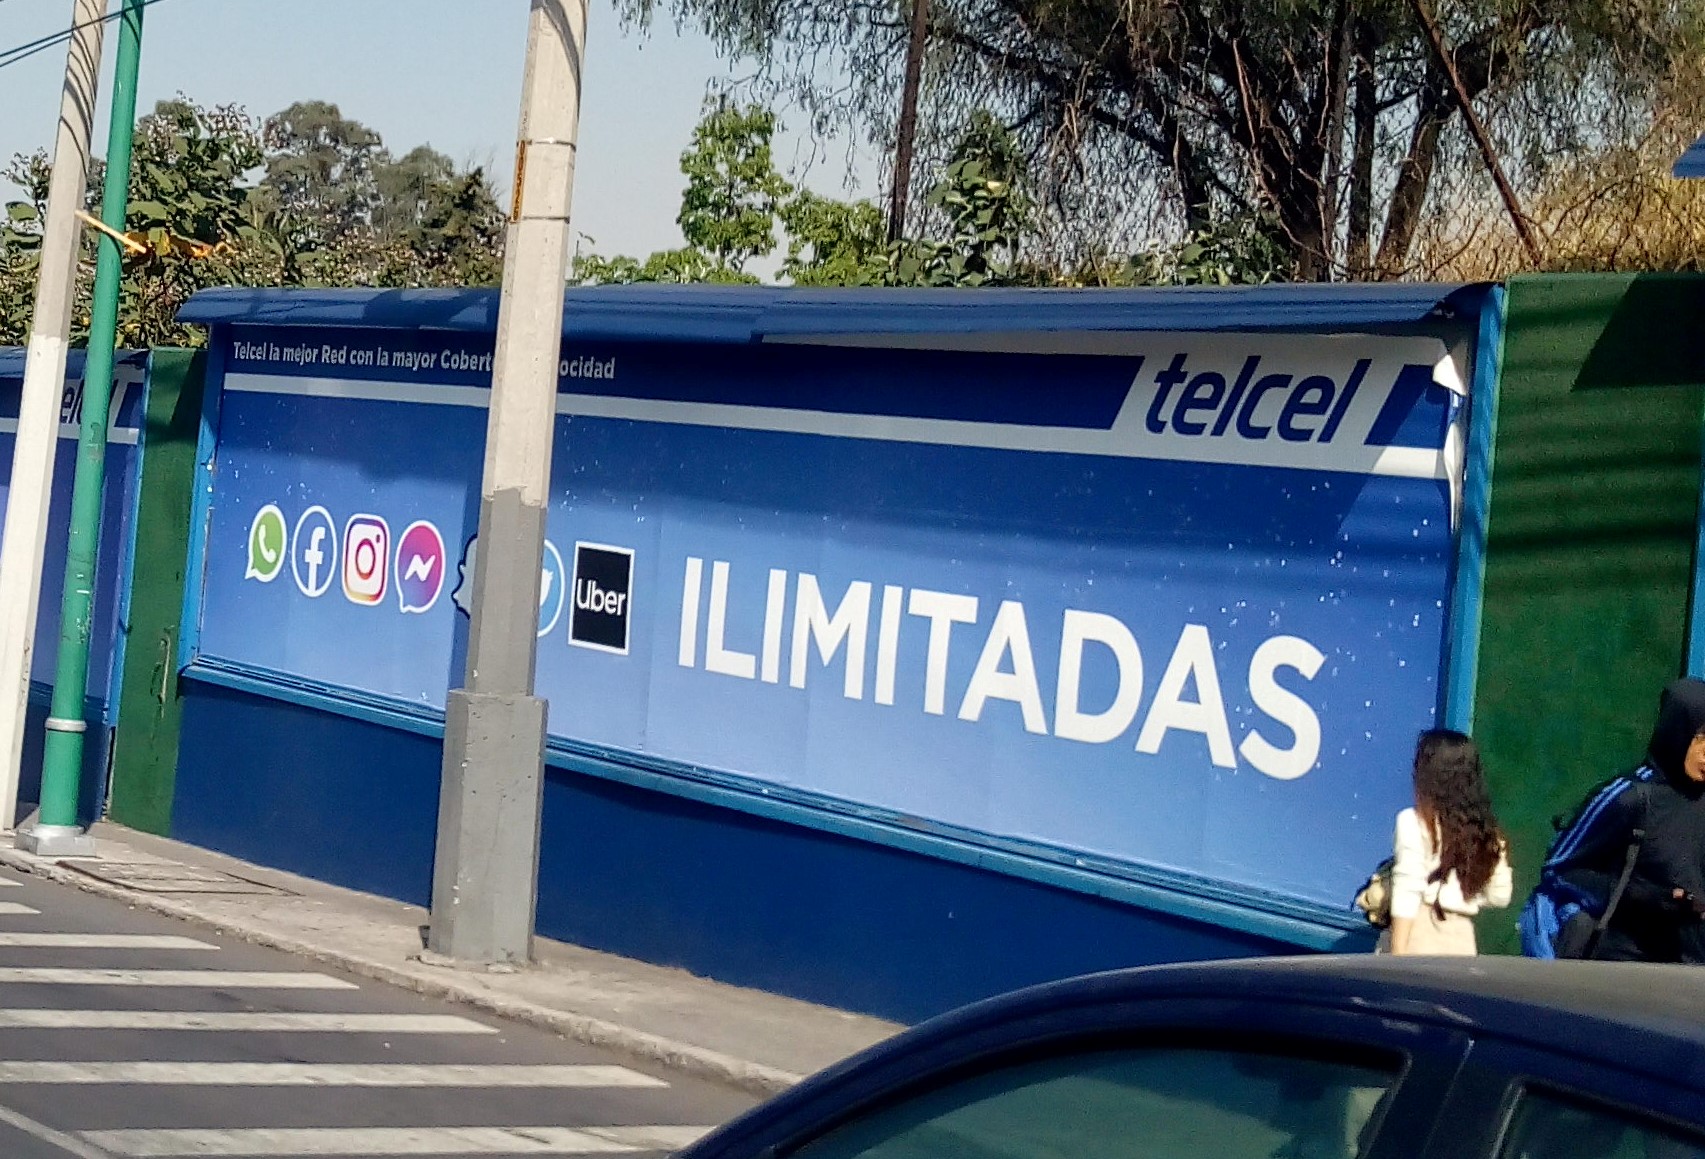 Telcel la mejor Red con la mayor
telcel
Uber
ILIMITADAS